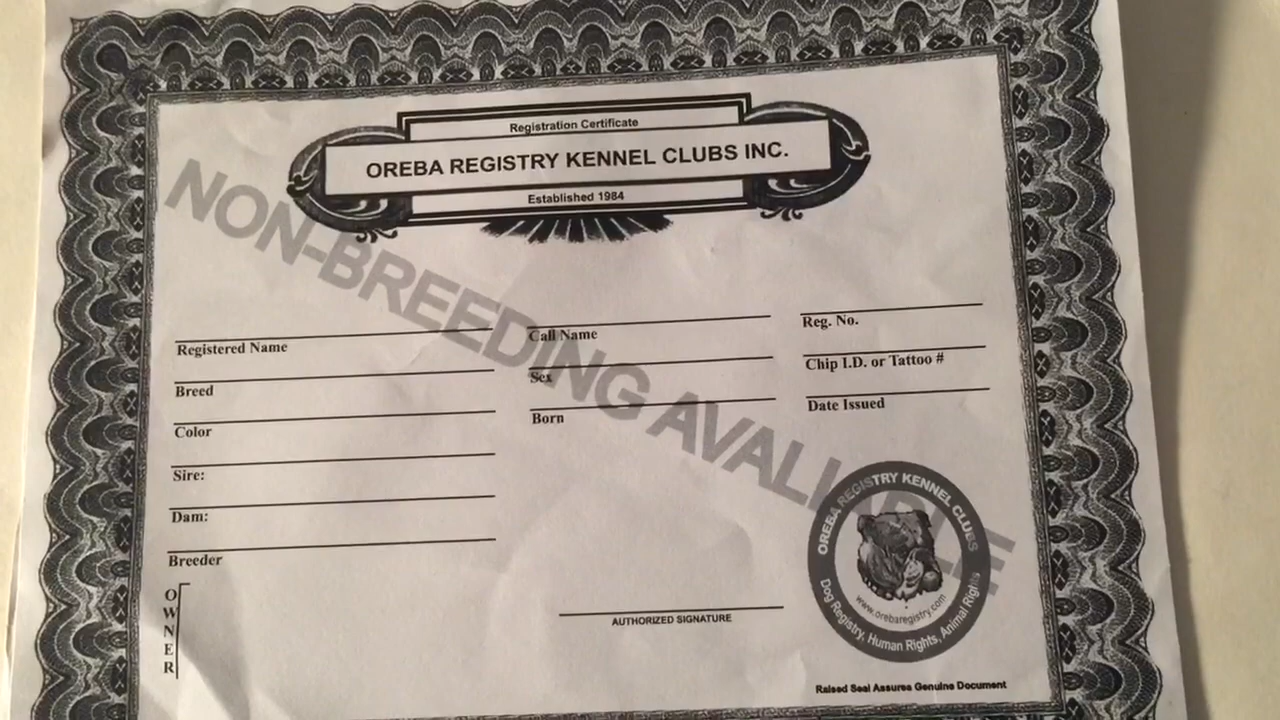 Registration Certificate
OREBA REGISTRY KENNEL CLUBS INC.
Established 1984
NON-BREEDING AVALIABLE
Registered Name
Call Name
Reg. No.
Breed
Sex
Chip I.D. or Tattoo #
Color
Born
Date Issued
Sire:
Dam:
Breeder
OWNER
AUTHORIZED SIGNATURE
OREBA REGISTRY KENNEL CLUBS
www.orebaregistry.com
Dog Registry, Human Rights, Animal Rights
Raised Seal Assures Genuine Document